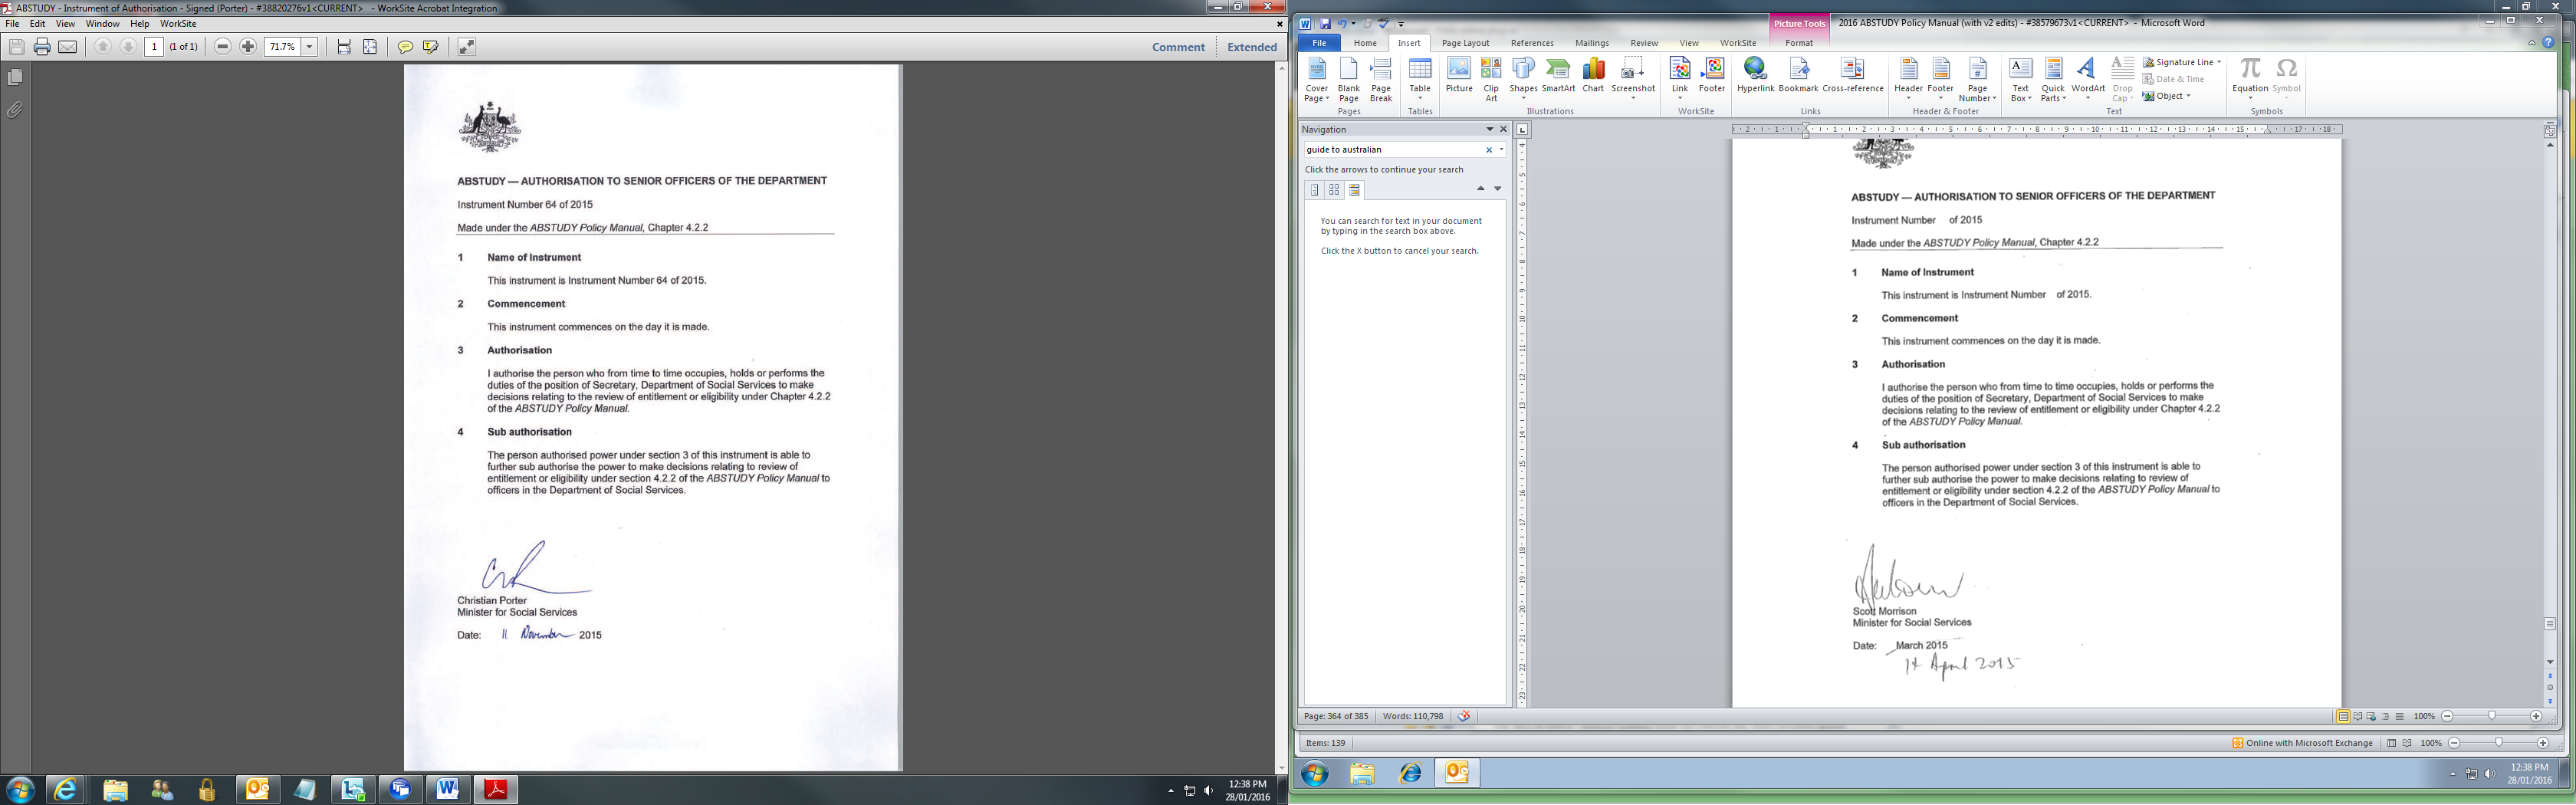 ABSTUDY - Instrument of Authorisation - Signed (Porter) - #38820276v1<CURRENT> - WorkSite Acrobat Integration
File Edit View Window Help WorkSite
1 (1 of 1) 71.7% Comment Extended
ABSTUDY — AUTHORISATION TO SENIOR OFFICERS OF THE DEPARTMENT
Instrument Number 64 of 2015
Made under the ABSTUDY Policy Manual, Chapter 4.2.2
1 Name of Instrument
This instrument is Instrument Number 64 of 2015.
2 Commencement
This instrument commences on the day it is made.
3 Authorisation
I authorise the person who from time to time occupies, holds or performs the
duties of the position of Secretary, Department of Social Services to make
decisions relating to the review of entitlement or eligibility under Chapter 4.2.2
of the ABSTUDY Policy Manual.
4 Sub authorisation
The person authorised power under section 3 of this instrument is able to
further sub authorise the power to make decisions relating to review of
entitlement or eligibility under section 4.2.2 of the ABSTUDY Policy Manual to
officers in the Department of Social Services.
Christian Porter
Minister for Social Services
Date: 11 November 2015
12:38 PM
28/01/2016
2016 ABSTUDY Policy Manual (with v2 edits) - #38579673v1<CURRENT> - Microsoft Word
Picture Tools
File Home Insert Page Layout References Mailings Review View WorkSite Format
Cover Page Blank Page Page Break Table Picture Clip Art Shapes SmartArt Chart Screenshot Link Footer Hyperlink Bookmark Cross-reference Header Footer Page Number Text Box Quick Parts WordArt Drop Cap Signature Line Date & Time Object Equation Symbol
Pages Tables Illustrations WorkSite Links Header & Footer Text Symbols
Navigation
guide to australian
Click the arrows to continue your search
You can search for text in your document
by typing in the search box above.
Click the X button to cancel your search.
ABSTUDY — AUTHORISATION TO SENIOR OFFICERS OF THE DEPARTMENT
Instrument Number of 2015
Made under the ABSTUDY Policy Manual, Chapter 4.2.2
1 Name of Instrument
This instrument is Instrument Number of 2015.
2 Commencement
This instrument commences on the day it is made.
3 Authorisation
I authorise the person who from time to time occupies, holds or performs the
duties of the position of Secretary, Department of Social Services to make
decisions relating to the review of entitlement or eligibility under Chapter 4.2.2
of the ABSTUDY Policy Manual.
4 Sub authorisation
The person authorised power under section 3 of this instrument is able to
further sub authorise the power to make decisions relating to review of
entitlement or eligibility under section 4.2.2 of the ABSTUDY Policy Manual to
officers in the Department of Social Services.
Scott Morrison
Minister for Social Services
Date: March 2015
14 April 2015
Page: 364 of 385 Words: 110,798 100%
Items: 139 Online with Microsoft Exchange 100%
12:38 PM
28/01/2016